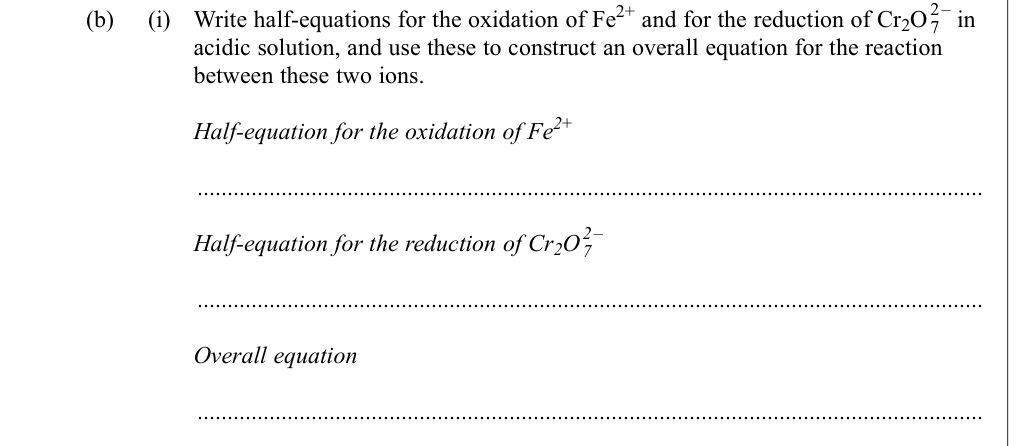 (b) (i) Write half-equations for the oxidation of Fe²⁺ and for the reduction of Cr₂O₇²⁻ in
acidic solution, and use these to construct an overall equation for the reaction
between these two ions.
Half-equation for the oxidation of Fe²⁺
....................................................................................................................................
Half-equation for the reduction of Cr₂O₇²⁻
....................................................................................................................................
Overall equation
....................................................................................................................................